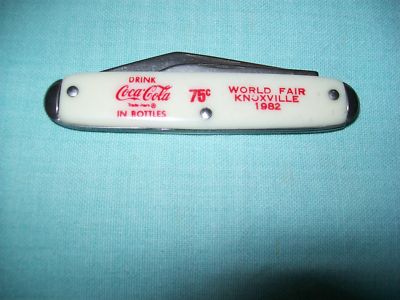 DRINK
Coca-Cola
Trade-Mark ®
IN BOTTLES
75¢
WORLD FAIR
KNOXVILLE
1982